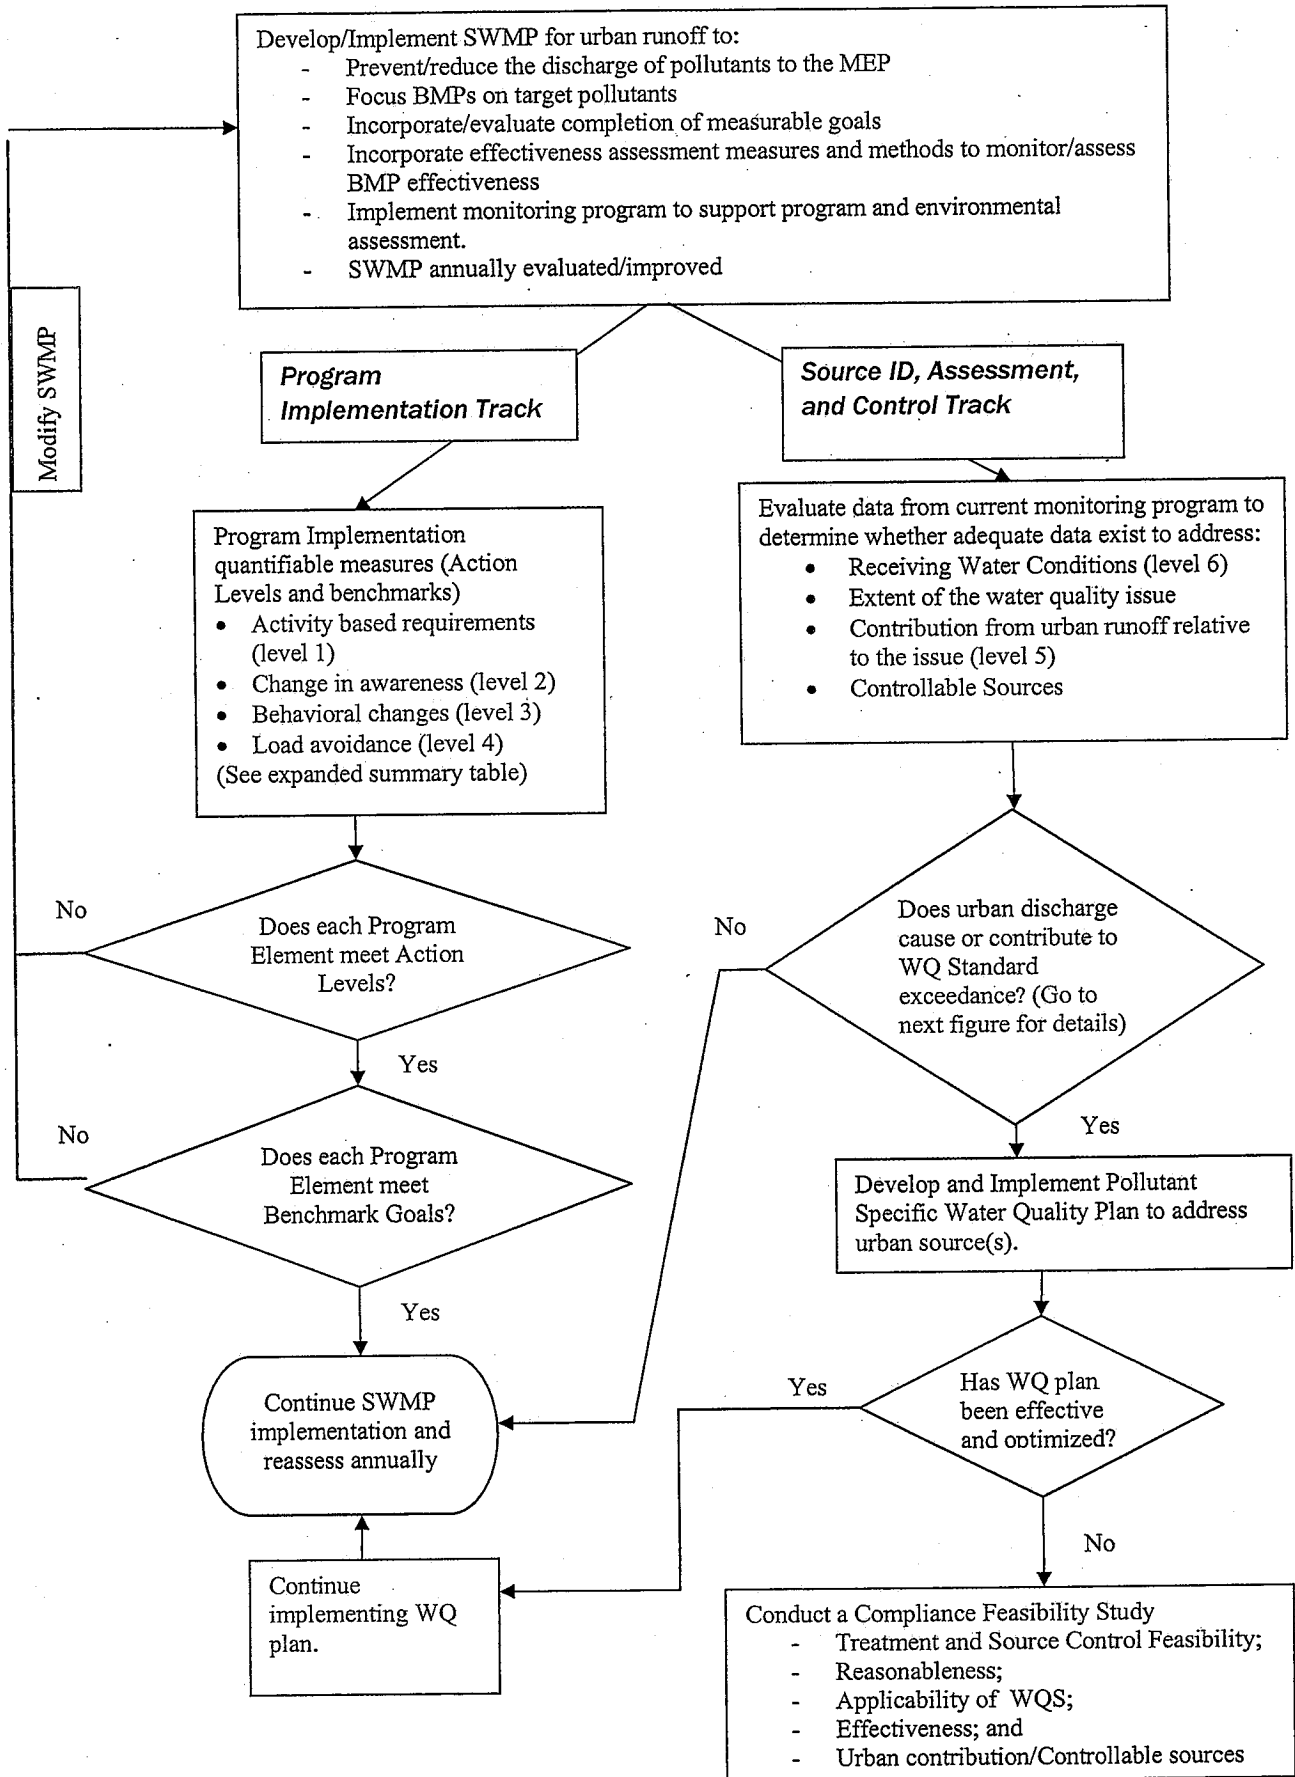 Develop/Implement SWMP for urban runoff to:
- Prevent/reduce the discharge of pollutants to the MEP
- Focus BMPs on target pollutants
- Incorporate/evaluate completion of measurable goals
- Incorporate effectiveness assessment measures and methods to monitor/assess
BMP effectiveness
- Implement monitoring program to support program and environmental
assessment.
- SWMP annually evaluated/improved
Modify SWMP
Program
Implementation Track
Source ID, Assessment,
and Control Track
Program Implementation
quantifiable measures (Action
Levels and benchmarks)
• Activity based requirements
(level 1)
• Change in awareness (level 2)
• Behavioral changes (level 3)
• Load avoidance (level 4)
(See expanded summary table)
Evaluate data from current monitoring program to
determine whether adequate data exist to address:
• Receiving Water Conditions (level 6)
• Extent of the water quality issue
• Contribution from urban runoff relative
to the issue (level 5)
• Controllable Sources
No
Does each Program
Element meet Action
Levels?
Yes
No
Does each Program
Element meet
Benchmark Goals?
Yes
Continue SWMP
implementation and
reassess annually
Continue
implementing WQ
plan.
No
Does urban discharge
cause or contribute to
WQ Standard
exceedance? (Go to
next figure for details)
Yes
Develop and Implement Pollutant
Specific Water Quality Plan to address
urban source(s).
Yes
Has WQ plan
been effective
and optimized?
No
Conduct a Compliance Feasibility Study
- Treatment and Source Control Feasibility;
- Reasonableness;
- Applicability of WQS;
- Effectiveness; and
- Urban contribution/Controllable sources